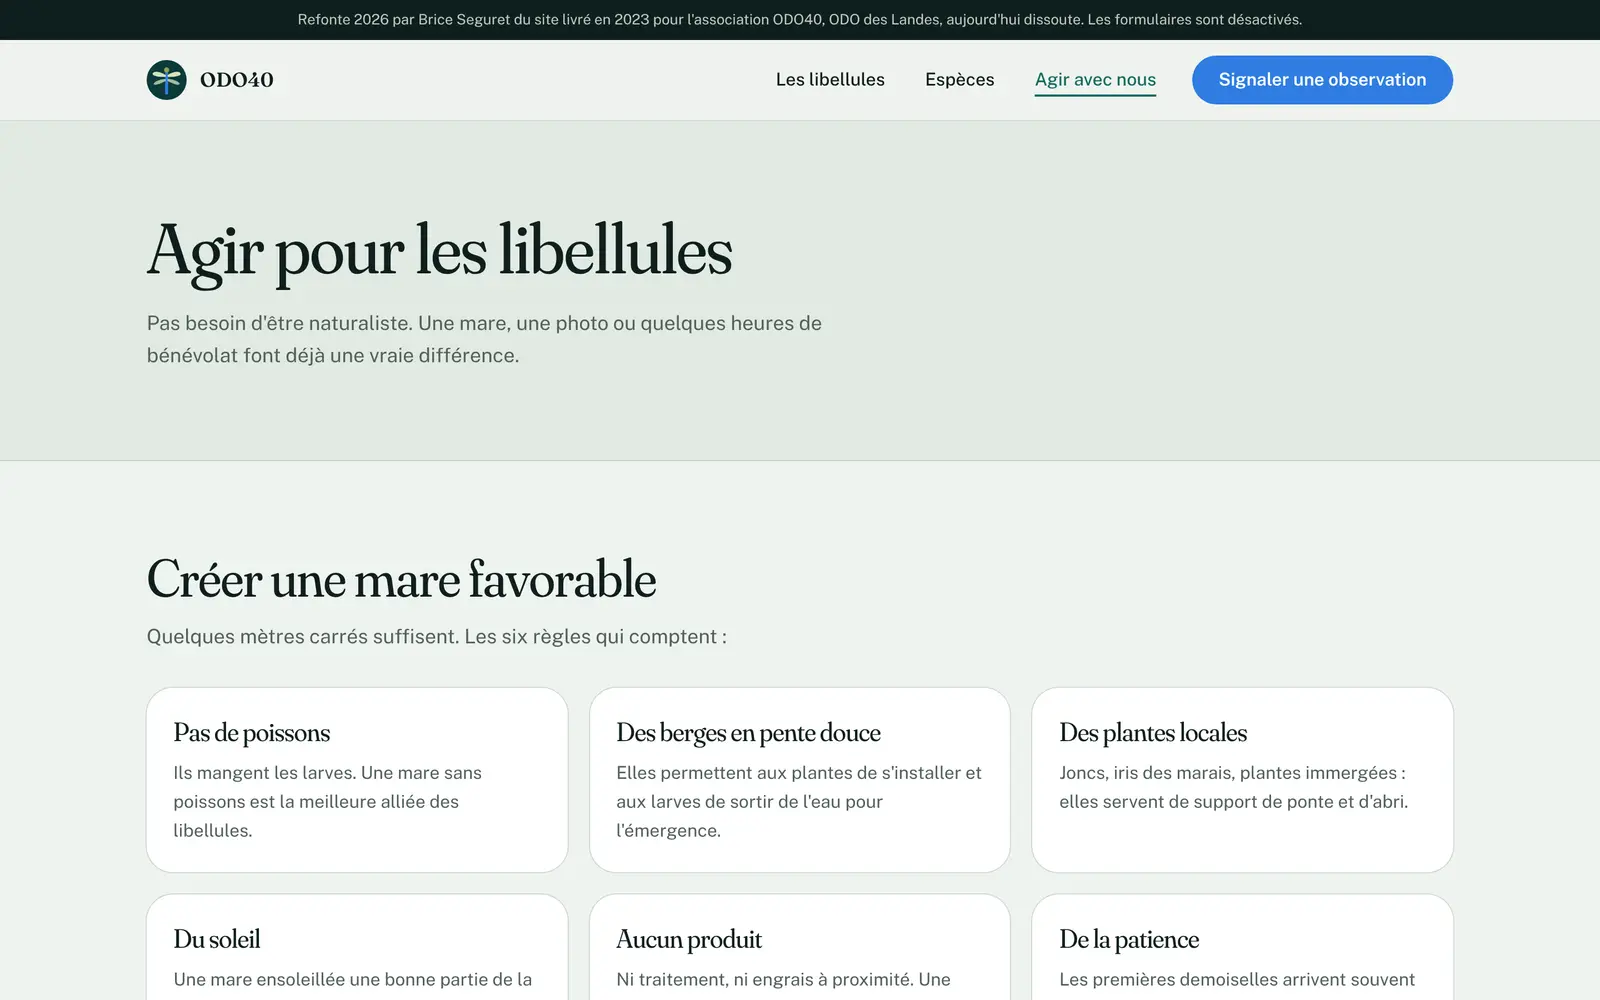 Refonte 2026 par Brice Seguret du site livré en 2023 pour l'association ODO40, ODO des Landes, aujourd'hui dissoute. Les formulaires sont désactivés.
ODO40
Les libellules
Espèces
Agir avec nous
Signaler une observation
Agir pour les libellules
Pas besoin d'être naturaliste. Une mare, une photo ou quelques heures de
bénévolat font déjà une vraie différence.
Créer une mare favorable
Quelques mètres carrés suffisent. Les six règles qui comptent :
Pas de poissons
Ils mangent les larves. Une mare sans
poissons est la meilleure alliée des
libellules.
Des berges en pente douce
Elles permettent aux plantes de s'installer et
aux larves de sortir de l'eau pour
l'émergence.
Des plantes locales
Joncs, iris des marais, plantes immergées :
elles servent de support de ponte et d'abri.
Du soleil
Une mare ensoleillée une bonne partie de la
Aucun produit
Ni traitement, ni engrais à proximité. Une
De la patience
Les premières demoiselles arrivent souvent